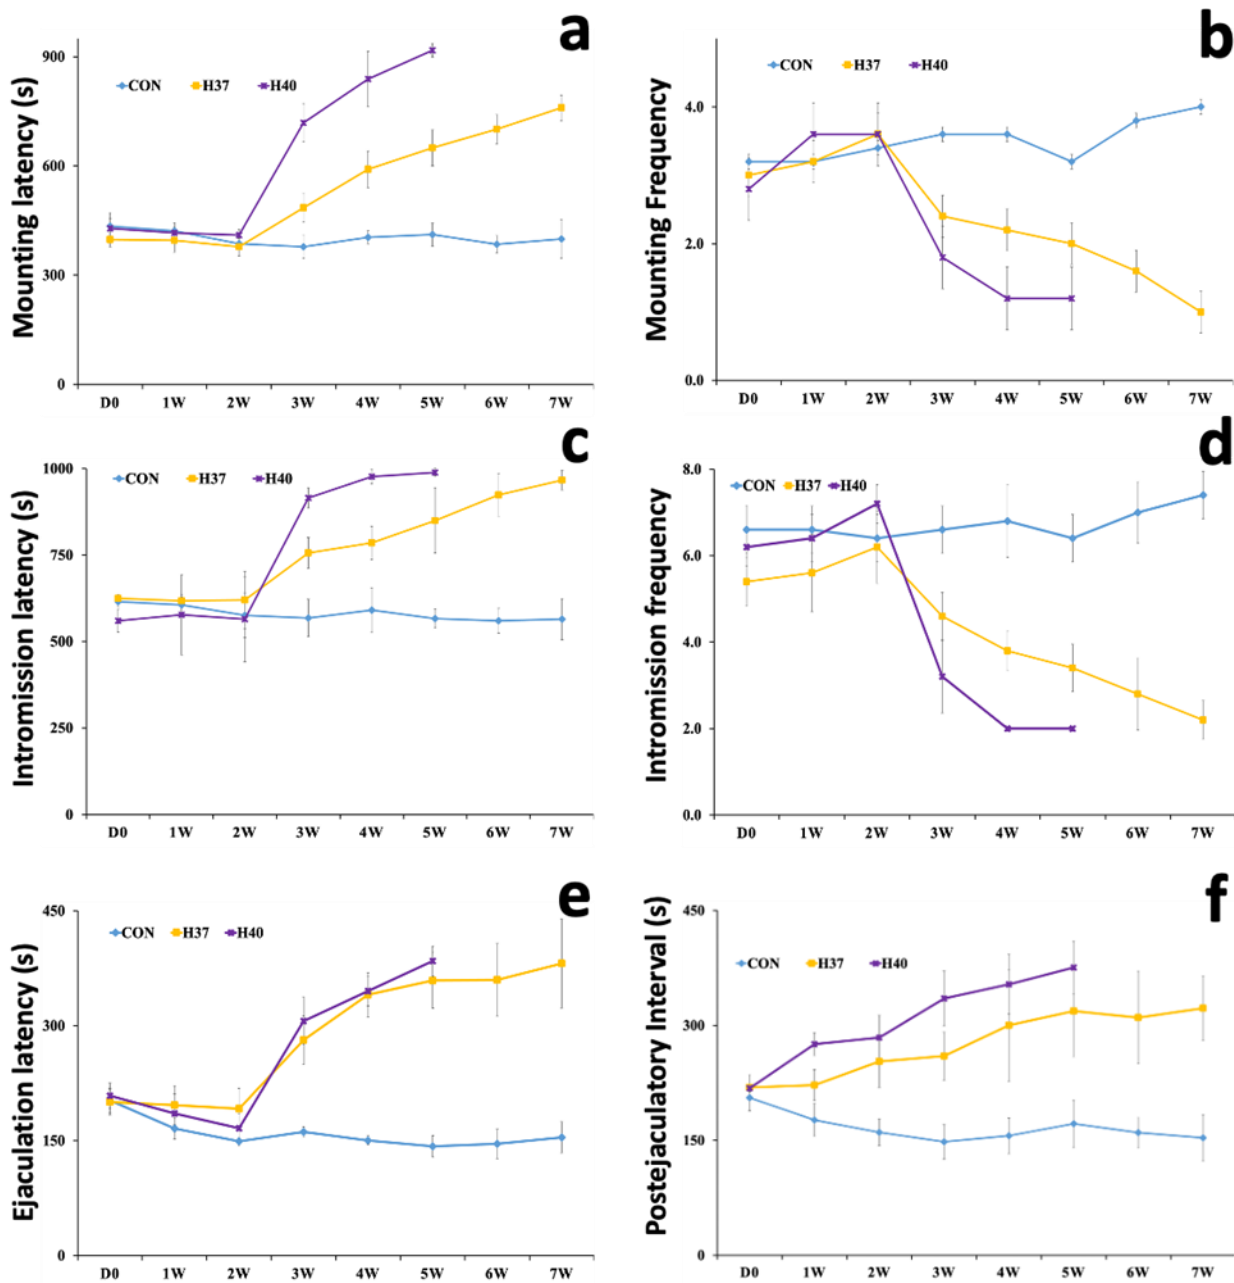 a
Mounting latency (s)
CON H37 H40
900
600
300
0
D0 1W 2W 3W 4W 5W 6W 7W
b
Mounting Frequency
CON H37 H40
4.0
2.0
0.0
D0 1W 2W 3W 4W 5W 6W 7W
c
Intromission latency (s)
CON H37 H40
1000
750
500
250
0
D0 1W 2W 3W 4W 5W 6W 7W
d
Intromission frequency
CON H37 H40
8.0
6.0
4.0
2.0
0.0
D0 1W 2W 3W 4W 5W 6W 7W
e
Ejaculation latency (s)
CON H37 H40
450
300
150
0
D0 1W 2W 3W 4W 5W 6W 7W
f
Postejaculatory Interval (s)
CON H37 H40
450
300
150
0
D0 1W 2W 3W 4W 5W 6W 7W